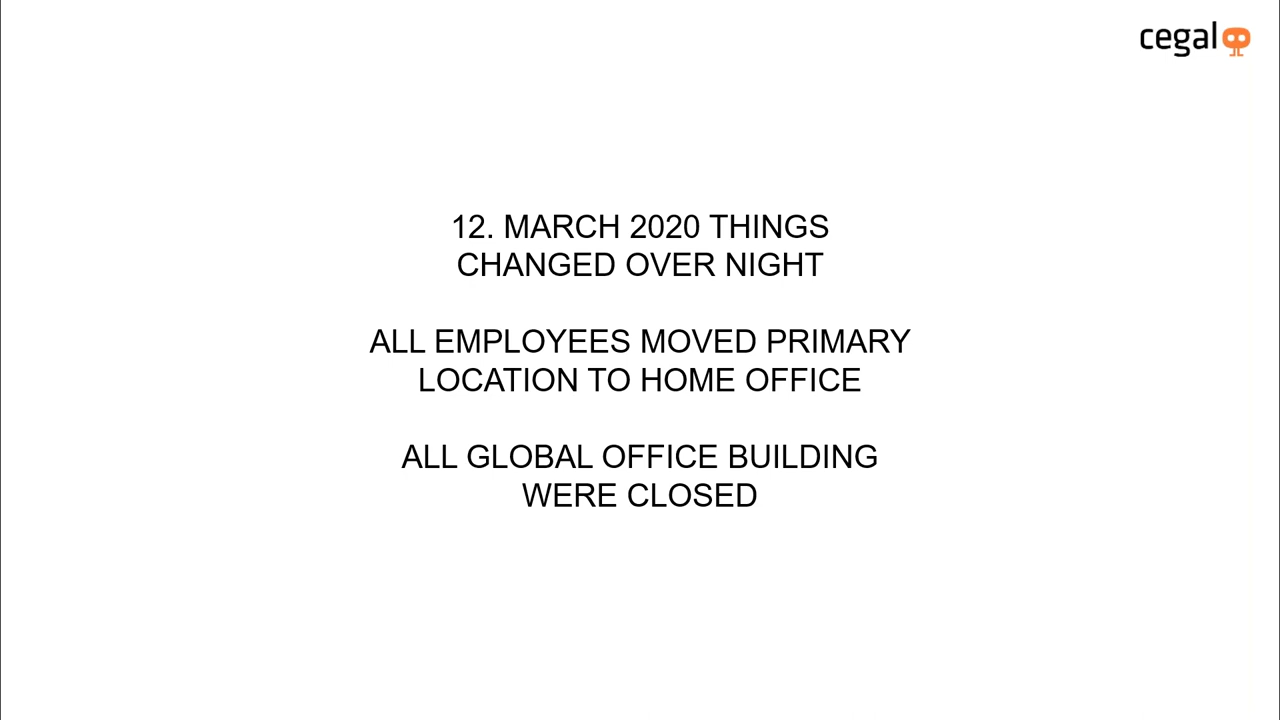 cegal
12. MARCH 2020 THINGS
CHANGED OVER NIGHT
ALL EMPLOYEES MOVED PRIMARY
LOCATION TO HOME OFFICE
ALL GLOBAL OFFICE BUILDING
WERE CLOSED